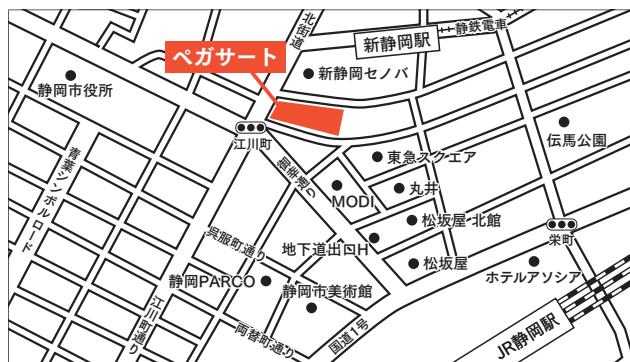 北街道
静鉄電車
新静岡駅
ペガサート
新静岡セノバ
静岡市役所
江川町
伝馬公園
東急スクエア
青葉シンボルロード
御幸通り
MODI
丸井
松坂屋 北館
呉服町通り
地下道出口H
栄町
松坂屋
ホテルアソシア
静岡PARCO
静岡市美術館
江川町通り
両替町通り
国道1号
JR静岡駅